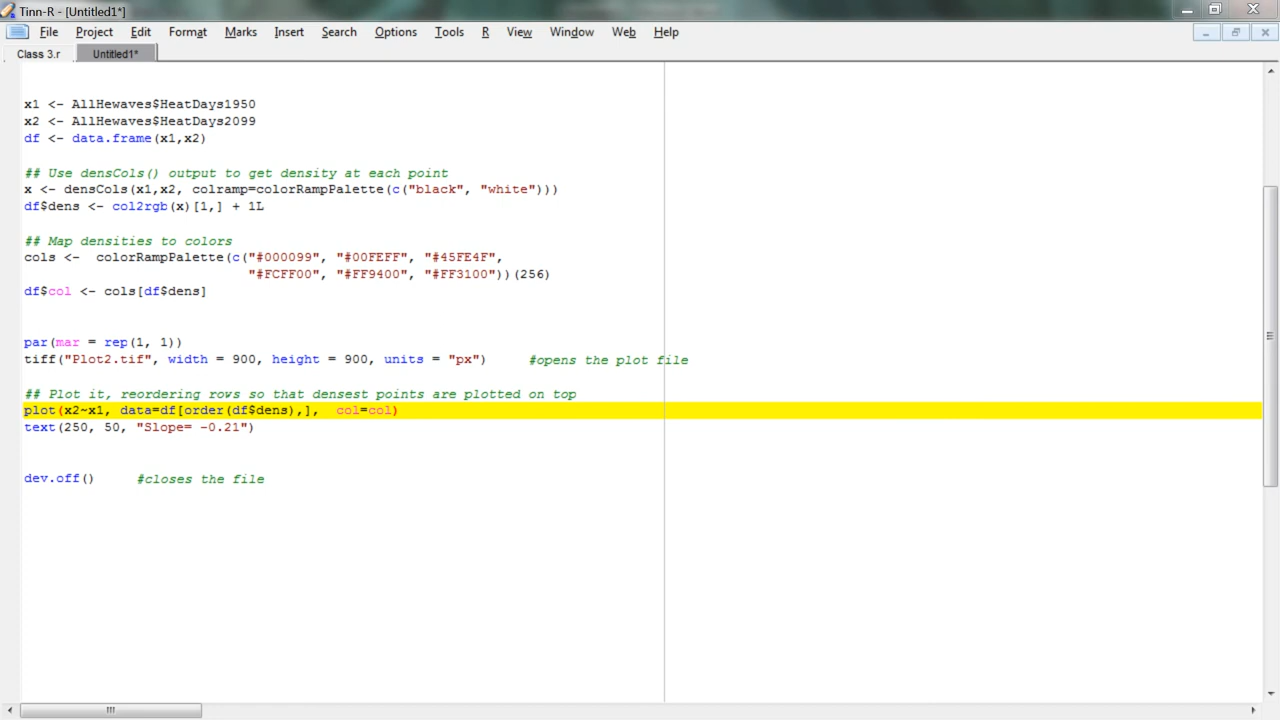 Tinn-R - [Untitled1*]
File Project Edit Format Marks Insert Search Options Tools R View Window Web Help
Class 3.r Untitled1*
x1 <- AllHewaves$HeatDays1950
x2 <- AllHewaves$HeatDays2099
df <- data.frame(x1,x2)
## Use densCols() output to get density at each point
x <- densCols(x1,x2, colramp=colorRampPalette(c("black", "white")))
df$dens <- col2rgb(x)[1,] + 1L
## Map densities to colors
cols <-  colorRampPalette(c("#000099", "#00FEFF", "#45FE4F",
"#FCFF00", "#FF9400", "#FF3100"))(256)
df$col <- cols[df$dens]
par(mar = rep(1, 1))
tiff("Plot2.tif", width = 900, height = 900, units = "px") #opens the plot file
## Plot it, reordering rows so that densest points are plotted on top
plot(x2~x1, data=df[order(df$dens),],  col=col)
text(250, 50, "Slope= -0.21")
dev.off() #closes the file